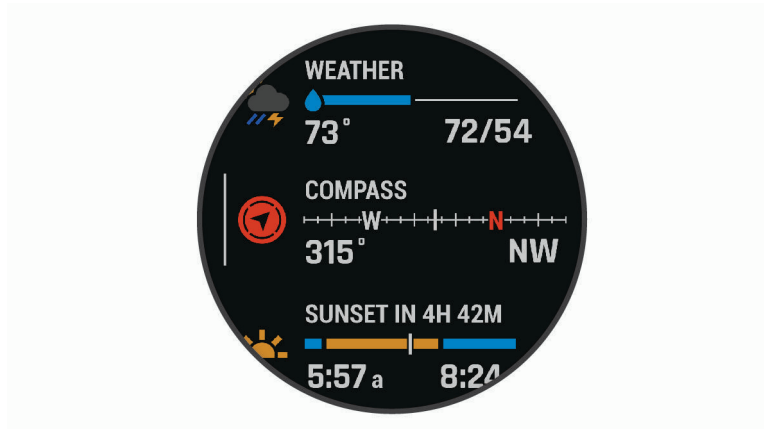 WEATHER
73° 72/54
COMPASS
W N
315° NW
SUNSET IN 4H 42M
5:57 a 8:24